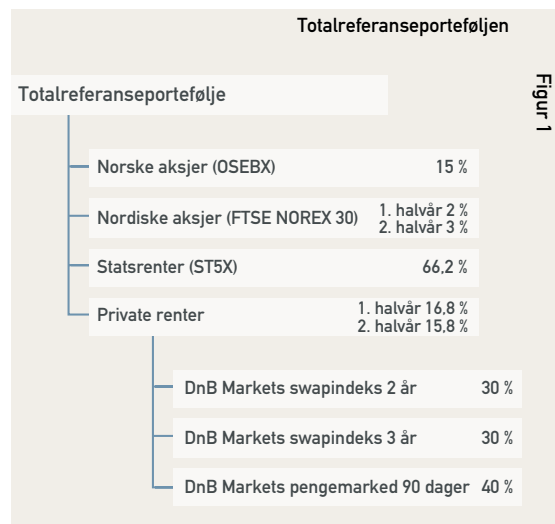 Totalreferanseporteføljen
Figur 1
Totalreferanseportefølje
Norske aksjer (OSEBX) 15 %
Nordiske aksjer (FTSE NOREX 30) 1. halvår 2 %
2. halvår 3 %
Statsrenter (ST5X) 66,2 %
Private renter 1. halvår 16,8 %
2. halvår 15,8 %
DnB Markets swapindeks 2 år 30 %
DnB Markets swapindeks 3 år 30 %
DnB Markets pengemarked 90 dager 40 %